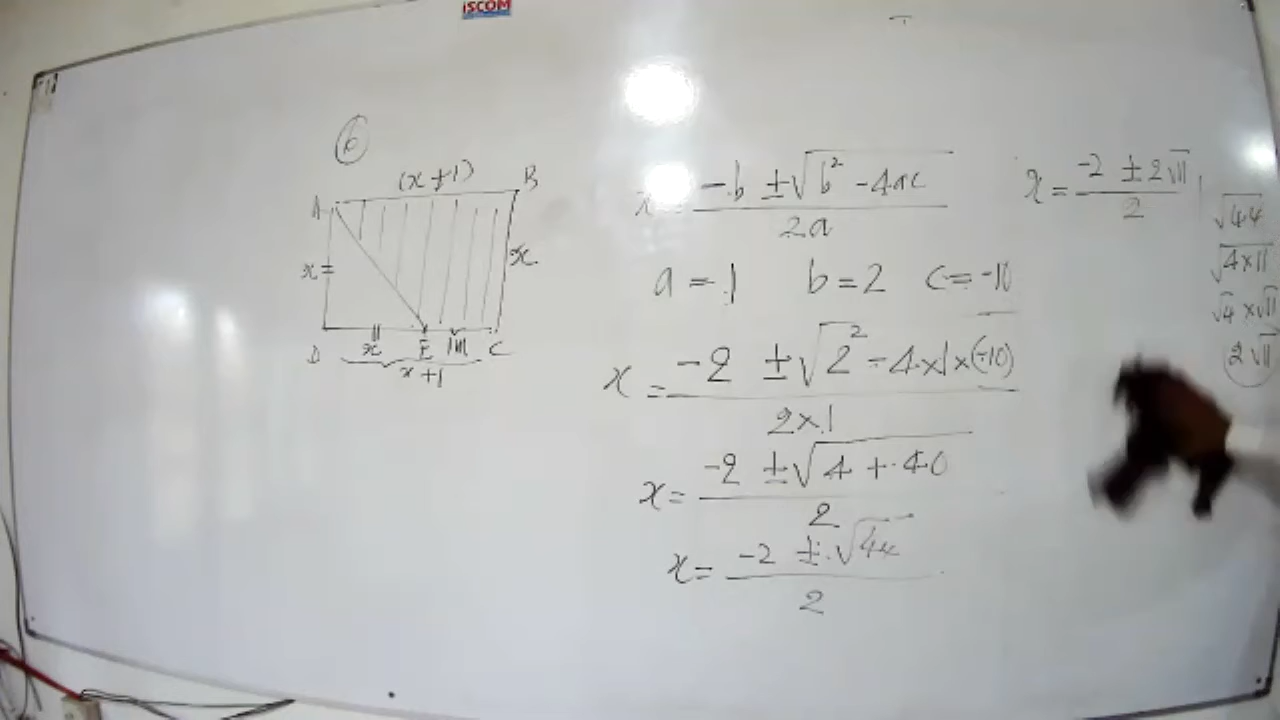 iSCOM
6
(x + 1)
A B
x = x
D x E 1m C
x + 1
x = -b ± √b² - 4ac / 2a
a = 1 b = 2 c = -10
x = -2 ± √2² - 4 × 1 × (-10) / 2 × 1
x = -2 ± √4 + 40 / 2
x = -2 ± √44 / 2
x = -2 ± 2√11 / 2
√44
√4×11
√4 × √11
2√11